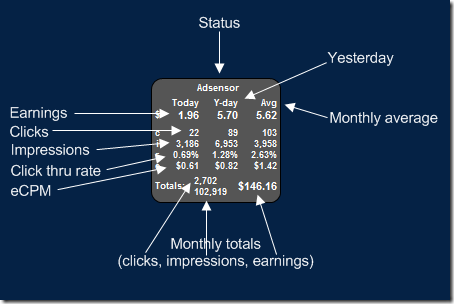 Status
Yesterday
Adsensor
Today Y-day Avg
Earnings $ 1.96 5.70 5.62
Monthly average
Clicks c 22 89 103
Impressions i 3,186 6,953 3,958
Click thru rate 0.69% 1.28% 2.63%
eCPM $0.61 $0.82 $1.42
Totals: 2,702
102,919 $146.16
Monthly totals
(clicks, impressions, earnings)